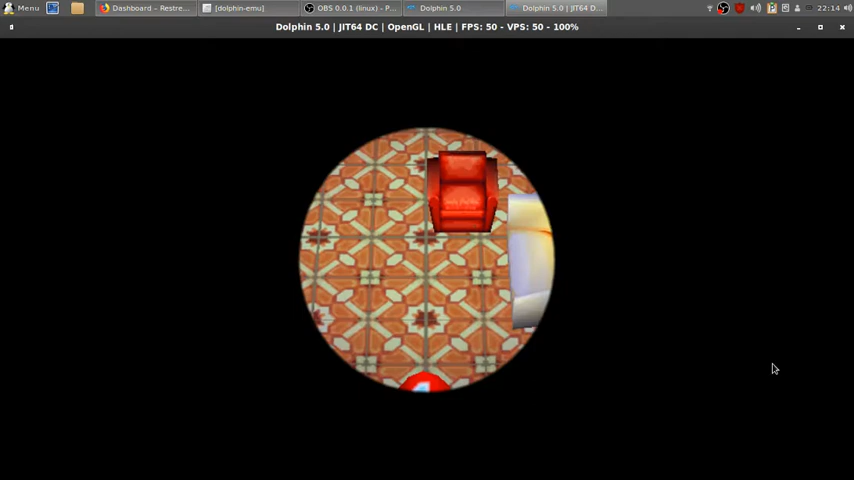 Menu
Dashboard – Restre...
[dolphin-emu]
OBS 0.0.1 (linux) - P...
Dolphin 5.0
Dolphin 5.0 | JIT64 D...
22:14
Dolphin 5.0 | JIT64 DC | OpenGL | HLE | FPS: 50 - VPS: 50 - 100%